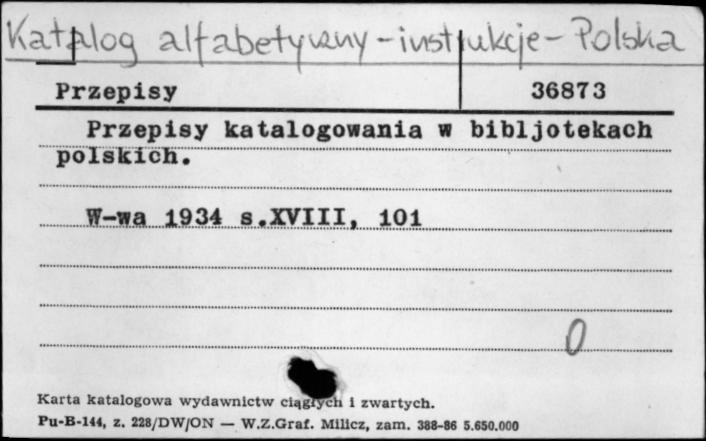 Katalog alfabetyczny - instrukcje - Polska
Przepisy 36873
Przepisy katalogowania w bibljotekach
polskich.
W-wa 1934 s.XVIII, 101
0
Karta katalogowa wydawnictw ciągłych i zwartych.
Pu-B-144, z. 228/DW/ON — W.Z.Graf. Milicz, zam. 388-86 5.650.000